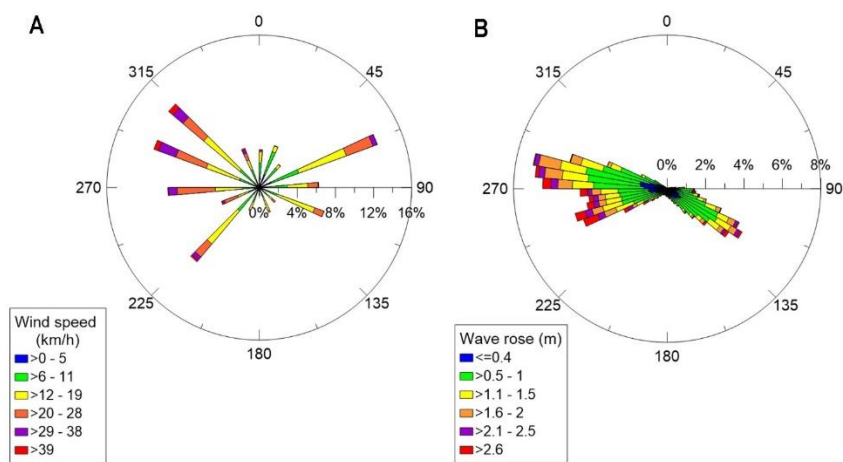 A
0
45
90
135
180
225
270
315
0%
4%
8%
12%
16%
Wind speed
(km/h)
>0 - 5
>6 - 11
>12 - 19
>20 - 28
>29 - 38
>39
B
0
45
90
135
180
225
270
315
0%
2%
4%
6%
8%
Wave rose (m)
<=0.4
>0.5 - 1
>1.1 - 1.5
>1.6 - 2
>2.1 - 2.5
>2.6